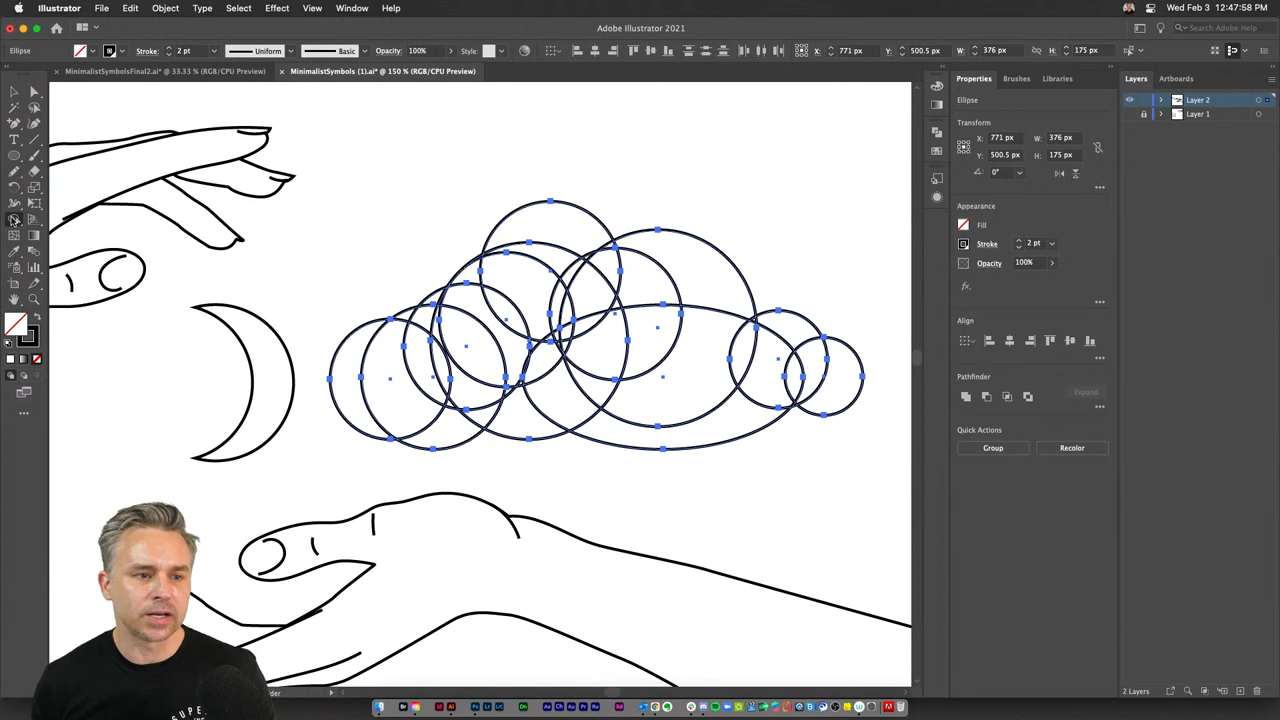 Illustrator File Edit Object Type Select Effect View Window Help
Wed Feb 3 12:47:58 PM
Adobe Illustrator 2021
Search Adobe Help
Ellipse Stroke: 2 pt Uniform Basic Opacity: 100% Style: X: 771 px Y: 500.5 px W: 376 px H: 175 px
MinimalistSymbolsFinal2.ai* @ 33.33 % (RGB/CPU Preview)
MinimalistSymbols (1).ai* @ 150 % (RGB/CPU Preview)
Properties Brushes Libraries
Layers Artboards
Ellipse
Layer 2
Layer 1
Transform
X: 771 px W: 376 px
Y: 500.5 px H: 175 px
0°
Appearance
Fill
Stroke 2 pt
Opacity 100%
fx.
Align
Pathfinder
Expand
Quick Actions
Group Recolor
SUPE
2 Layers